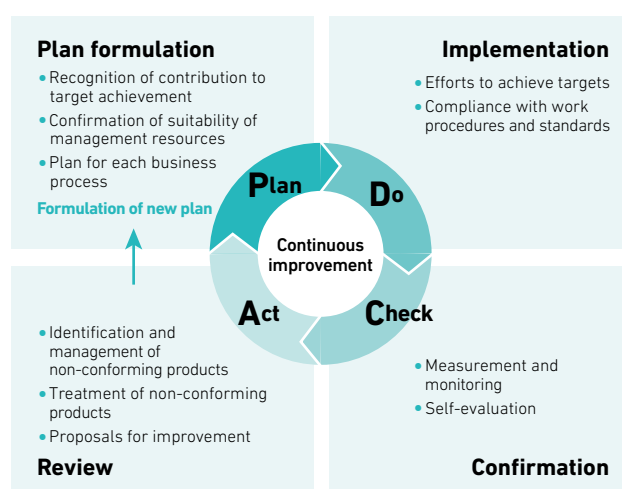 Plan formulation
• Recognition of contribution to
target achievement
• Confirmation of suitability of
management resources
• Plan for each business
process
Formulation of new plan
Implementation
• Efforts to achieve targets
• Compliance with work
procedures and standards
Plan
Do
Continuous
improvement
Act
Check
• Identification and
management of
non-conforming products
• Treatment of non-conforming
products
• Proposals for improvement
Review
• Measurement and
monitoring
• Self-evaluation
Confirmation